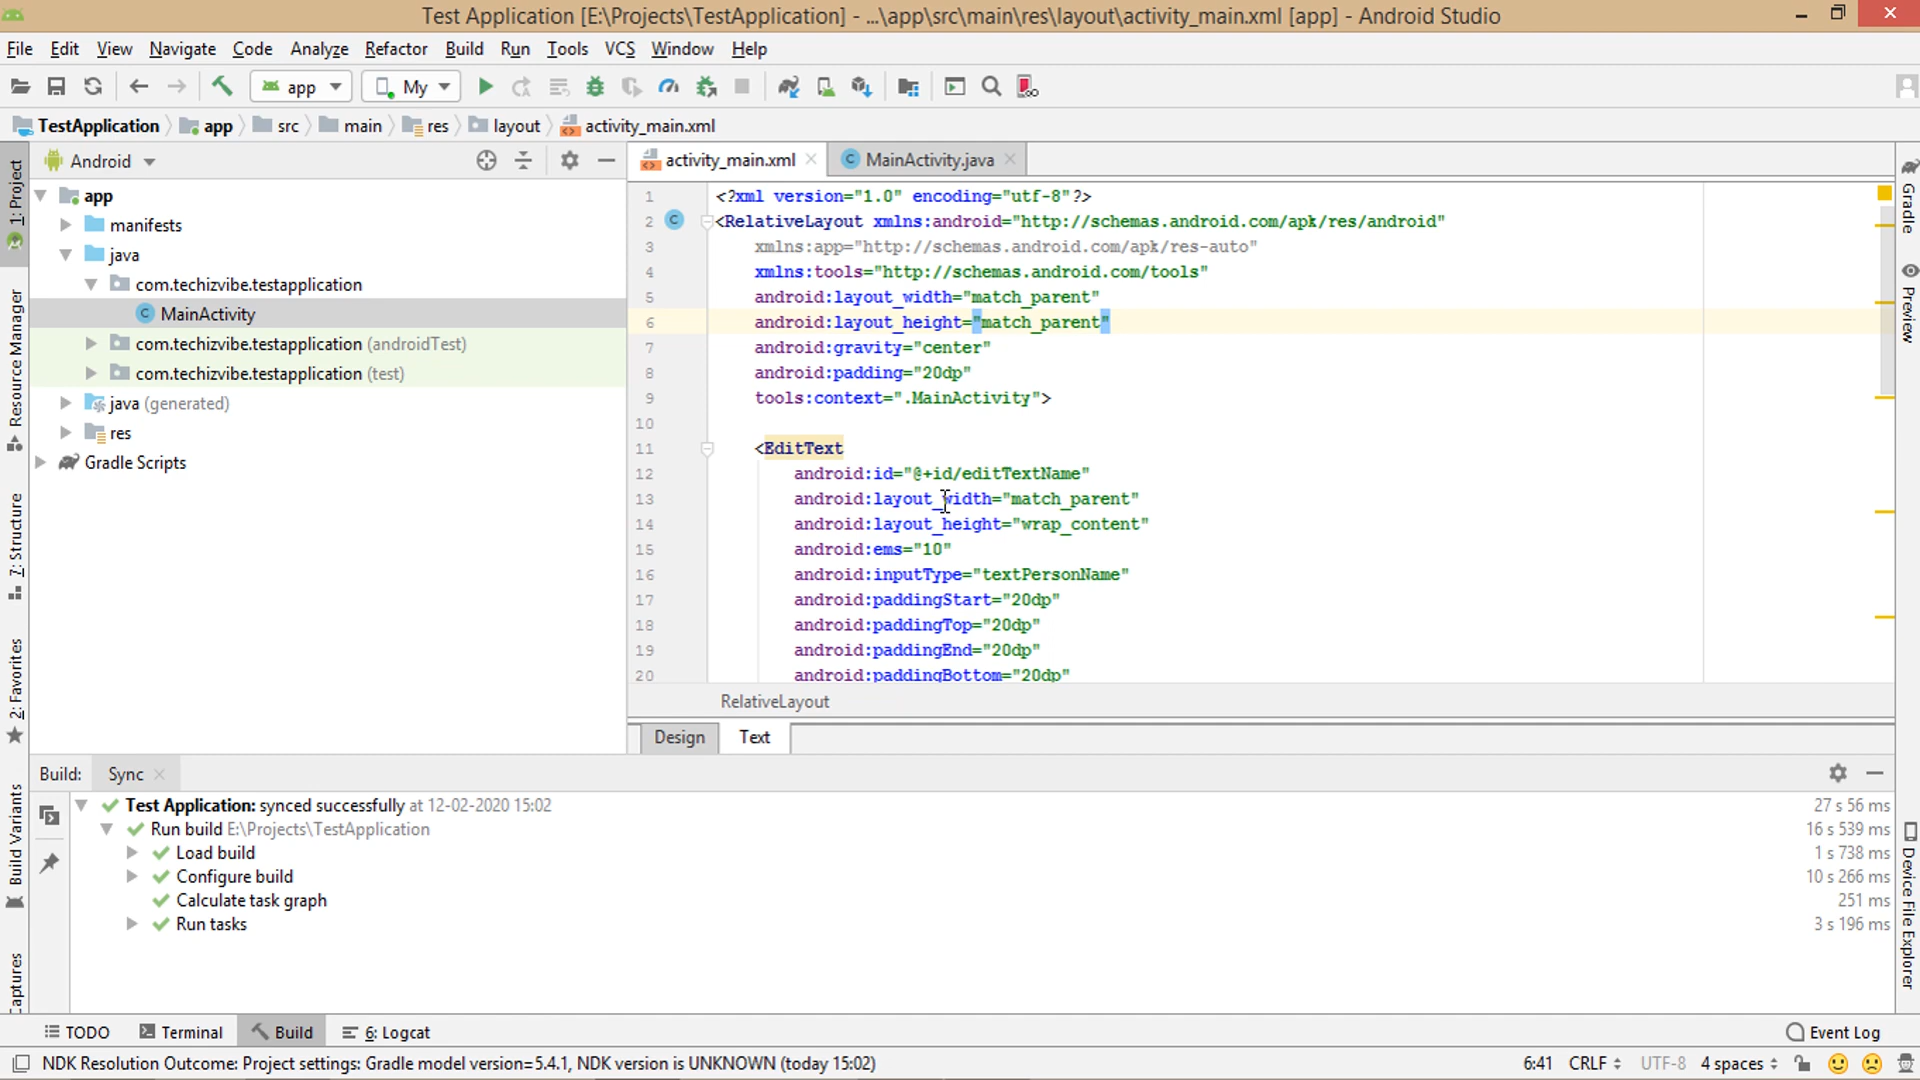 Test Application [E:\Projects\TestApplication] - ...\app\src\main\res\layout\activity_main.xml [app] - Android Studio
File Edit View Navigate Code Analyze Refactor Build Run Tools VCS Window Help
app My
TestApplication app src main res layout activity_main.xml
Android
activity_main.xml MainActivity.java
1: Project
Resource Manager
7: Structure
2: Favorites
Build Variants
Captures
app
manifests
java
com.techizvibe.testapplication
MainActivity
com.techizvibe.testapplication (androidTest)
com.techizvibe.testapplication (test)
java (generated)
res
Gradle Scripts
1 <?xml version="1.0" encoding="utf-8"?>
2 <RelativeLayout xmlns:android="http://schemas.android.com/apk/res/android"
3 xmlns:app="http://schemas.android.com/apk/res-auto"
4 xmlns:tools="http://schemas.android.com/tools"
5 android:layout_width="match_parent"
6 android:layout_height="match_parent"
7 android:gravity="center"
8 android:padding="20dp"
9 tools:context=".MainActivity">
10
11 <EditText
12 android:id="@+id/editTextName"
13 android:layout_width="match_parent"
14 android:layout_height="wrap_content"
15 android:ems="10"
16 android:inputType="textPersonName"
17 android:paddingStart="20dp"
18 android:paddingTop="20dp"
19 android:paddingEnd="20dp"
20 android:paddingBottom="20dp"
RelativeLayout
Design Text
Gradle
Preview
Device File Explorer
Build: Sync
Test Application: synced successfully at 12-02-2020 15:02 27 s 56 ms
Run build E:\Projects\TestApplication 16 s 539 ms
Load build 1 s 738 ms
Configure build 10 s 266 ms
Calculate task graph 251 ms
Run tasks 3 s 196 ms
TODO Terminal Build 6: Logcat Event Log
NDK Resolution Outcome: Project settings: Gradle model version=5.4.1, NDK version is UNKNOWN (today 15:02) 6:41 CRLF UTF-8 4 spaces